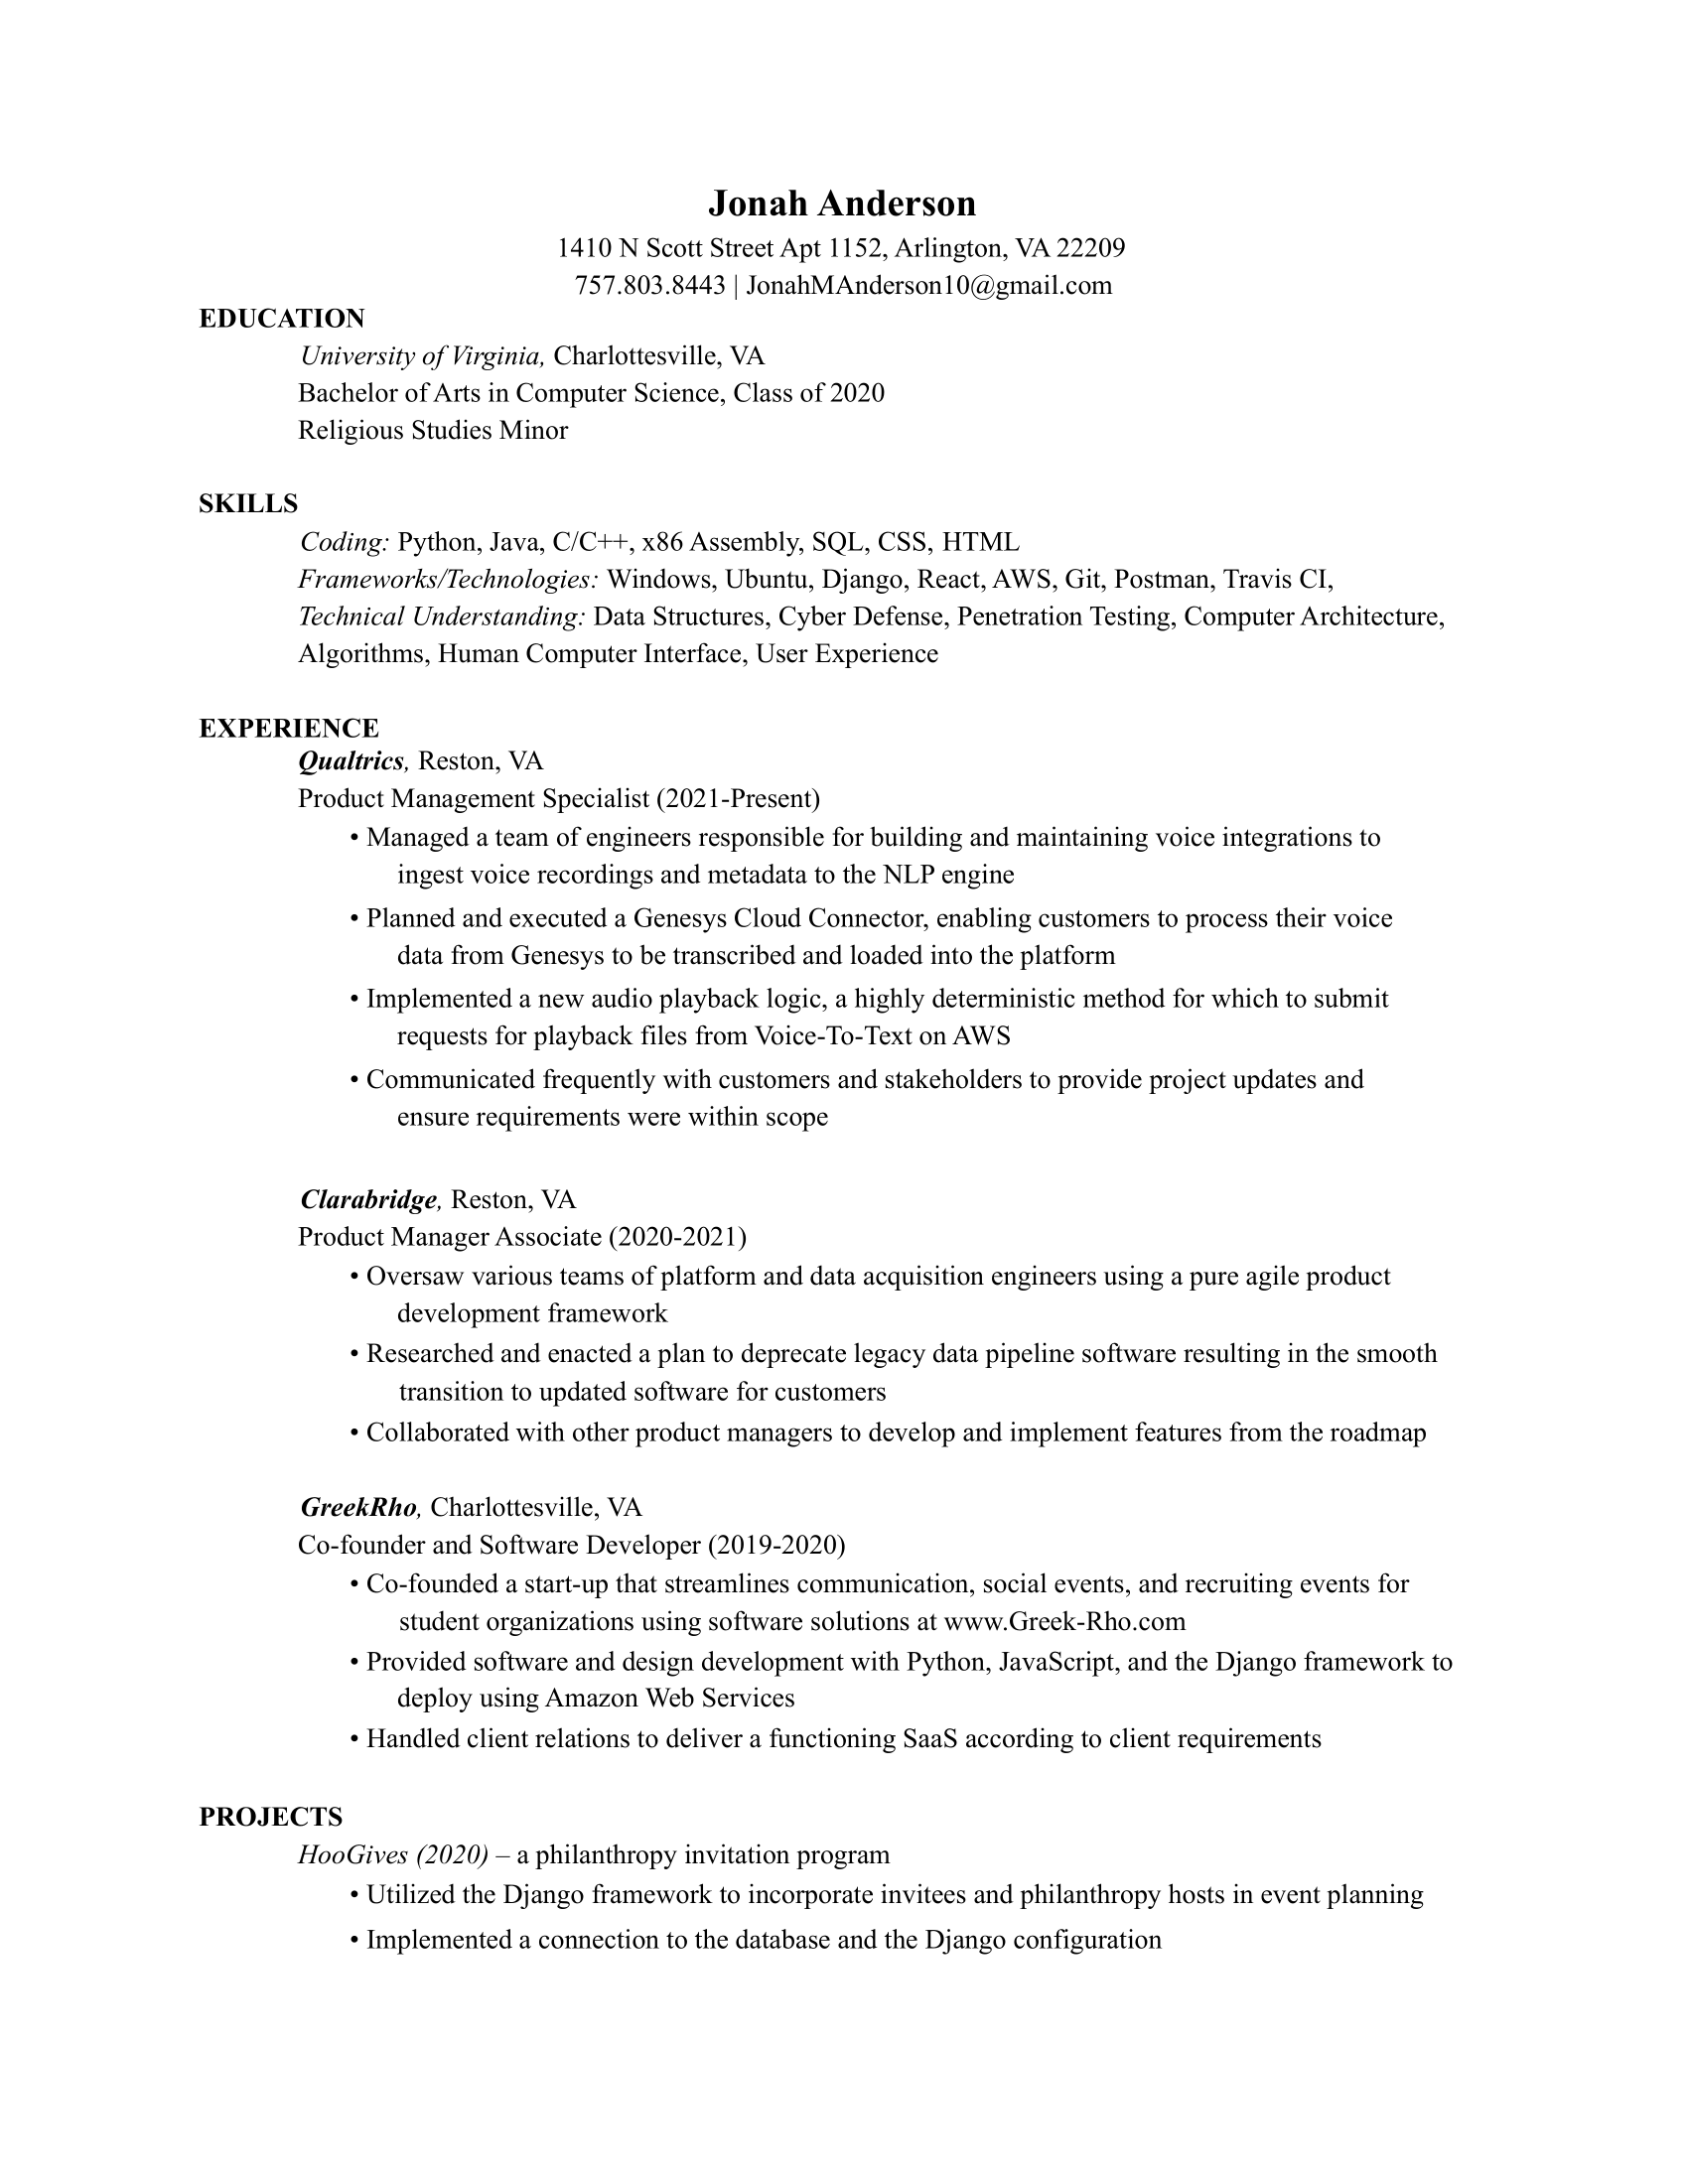 Jonah Anderson
1410 N Scott Street Apt 1152, Arlington, VA 22209
757.803.8443 | JonahMAnderson10@gmail.com
EDUCATION
University of Virginia, Charlottesville, VA
Bachelor of Arts in Computer Science, Class of 2020
Religious Studies Minor
SKILLS
Coding: Python, Java, C/C++, x86 Assembly, SQL, CSS, HTML
Frameworks/Technologies: Windows, Ubuntu, Django, React, AWS, Git, Postman, Travis CI,
Technical Understanding: Data Structures, Cyber Defense, Penetration Testing, Computer Architecture,
Algorithms, Human Computer Interface, User Experience
EXPERIENCE
Qualtrics, Reston, VA
Product Management Specialist (2021-Present)
• Managed a team of engineers responsible for building and maintaining voice integrations to
ingest voice recordings and metadata to the NLP engine
• Planned and executed a Genesys Cloud Connector, enabling customers to process their voice
data from Genesys to be transcribed and loaded into the platform
• Implemented a new audio playback logic, a highly deterministic method for which to submit
requests for playback files from Voice-To-Text on AWS
• Communicated frequently with customers and stakeholders to provide project updates and
ensure requirements were within scope
Clarabridge, Reston, VA
Product Manager Associate (2020-2021)
• Oversaw various teams of platform and data acquisition engineers using a pure agile product
development framework
• Researched and enacted a plan to deprecate legacy data pipeline software resulting in the smooth
transition to updated software for customers
• Collaborated with other product managers to develop and implement features from the roadmap
GreekRho, Charlottesville, VA
Co-founder and Software Developer (2019-2020)
• Co-founded a start-up that streamlines communication, social events, and recruiting events for
student organizations using software solutions at www.Greek-Rho.com
• Provided software and design development with Python, JavaScript, and the Django framework to
deploy using Amazon Web Services
• Handled client relations to deliver a functioning SaaS according to client requirements
PROJECTS
HooGives (2020) – a philanthropy invitation program
• Utilized the Django framework to incorporate invitees and philanthropy hosts in event planning
• Implemented a connection to the database and the Django configuration